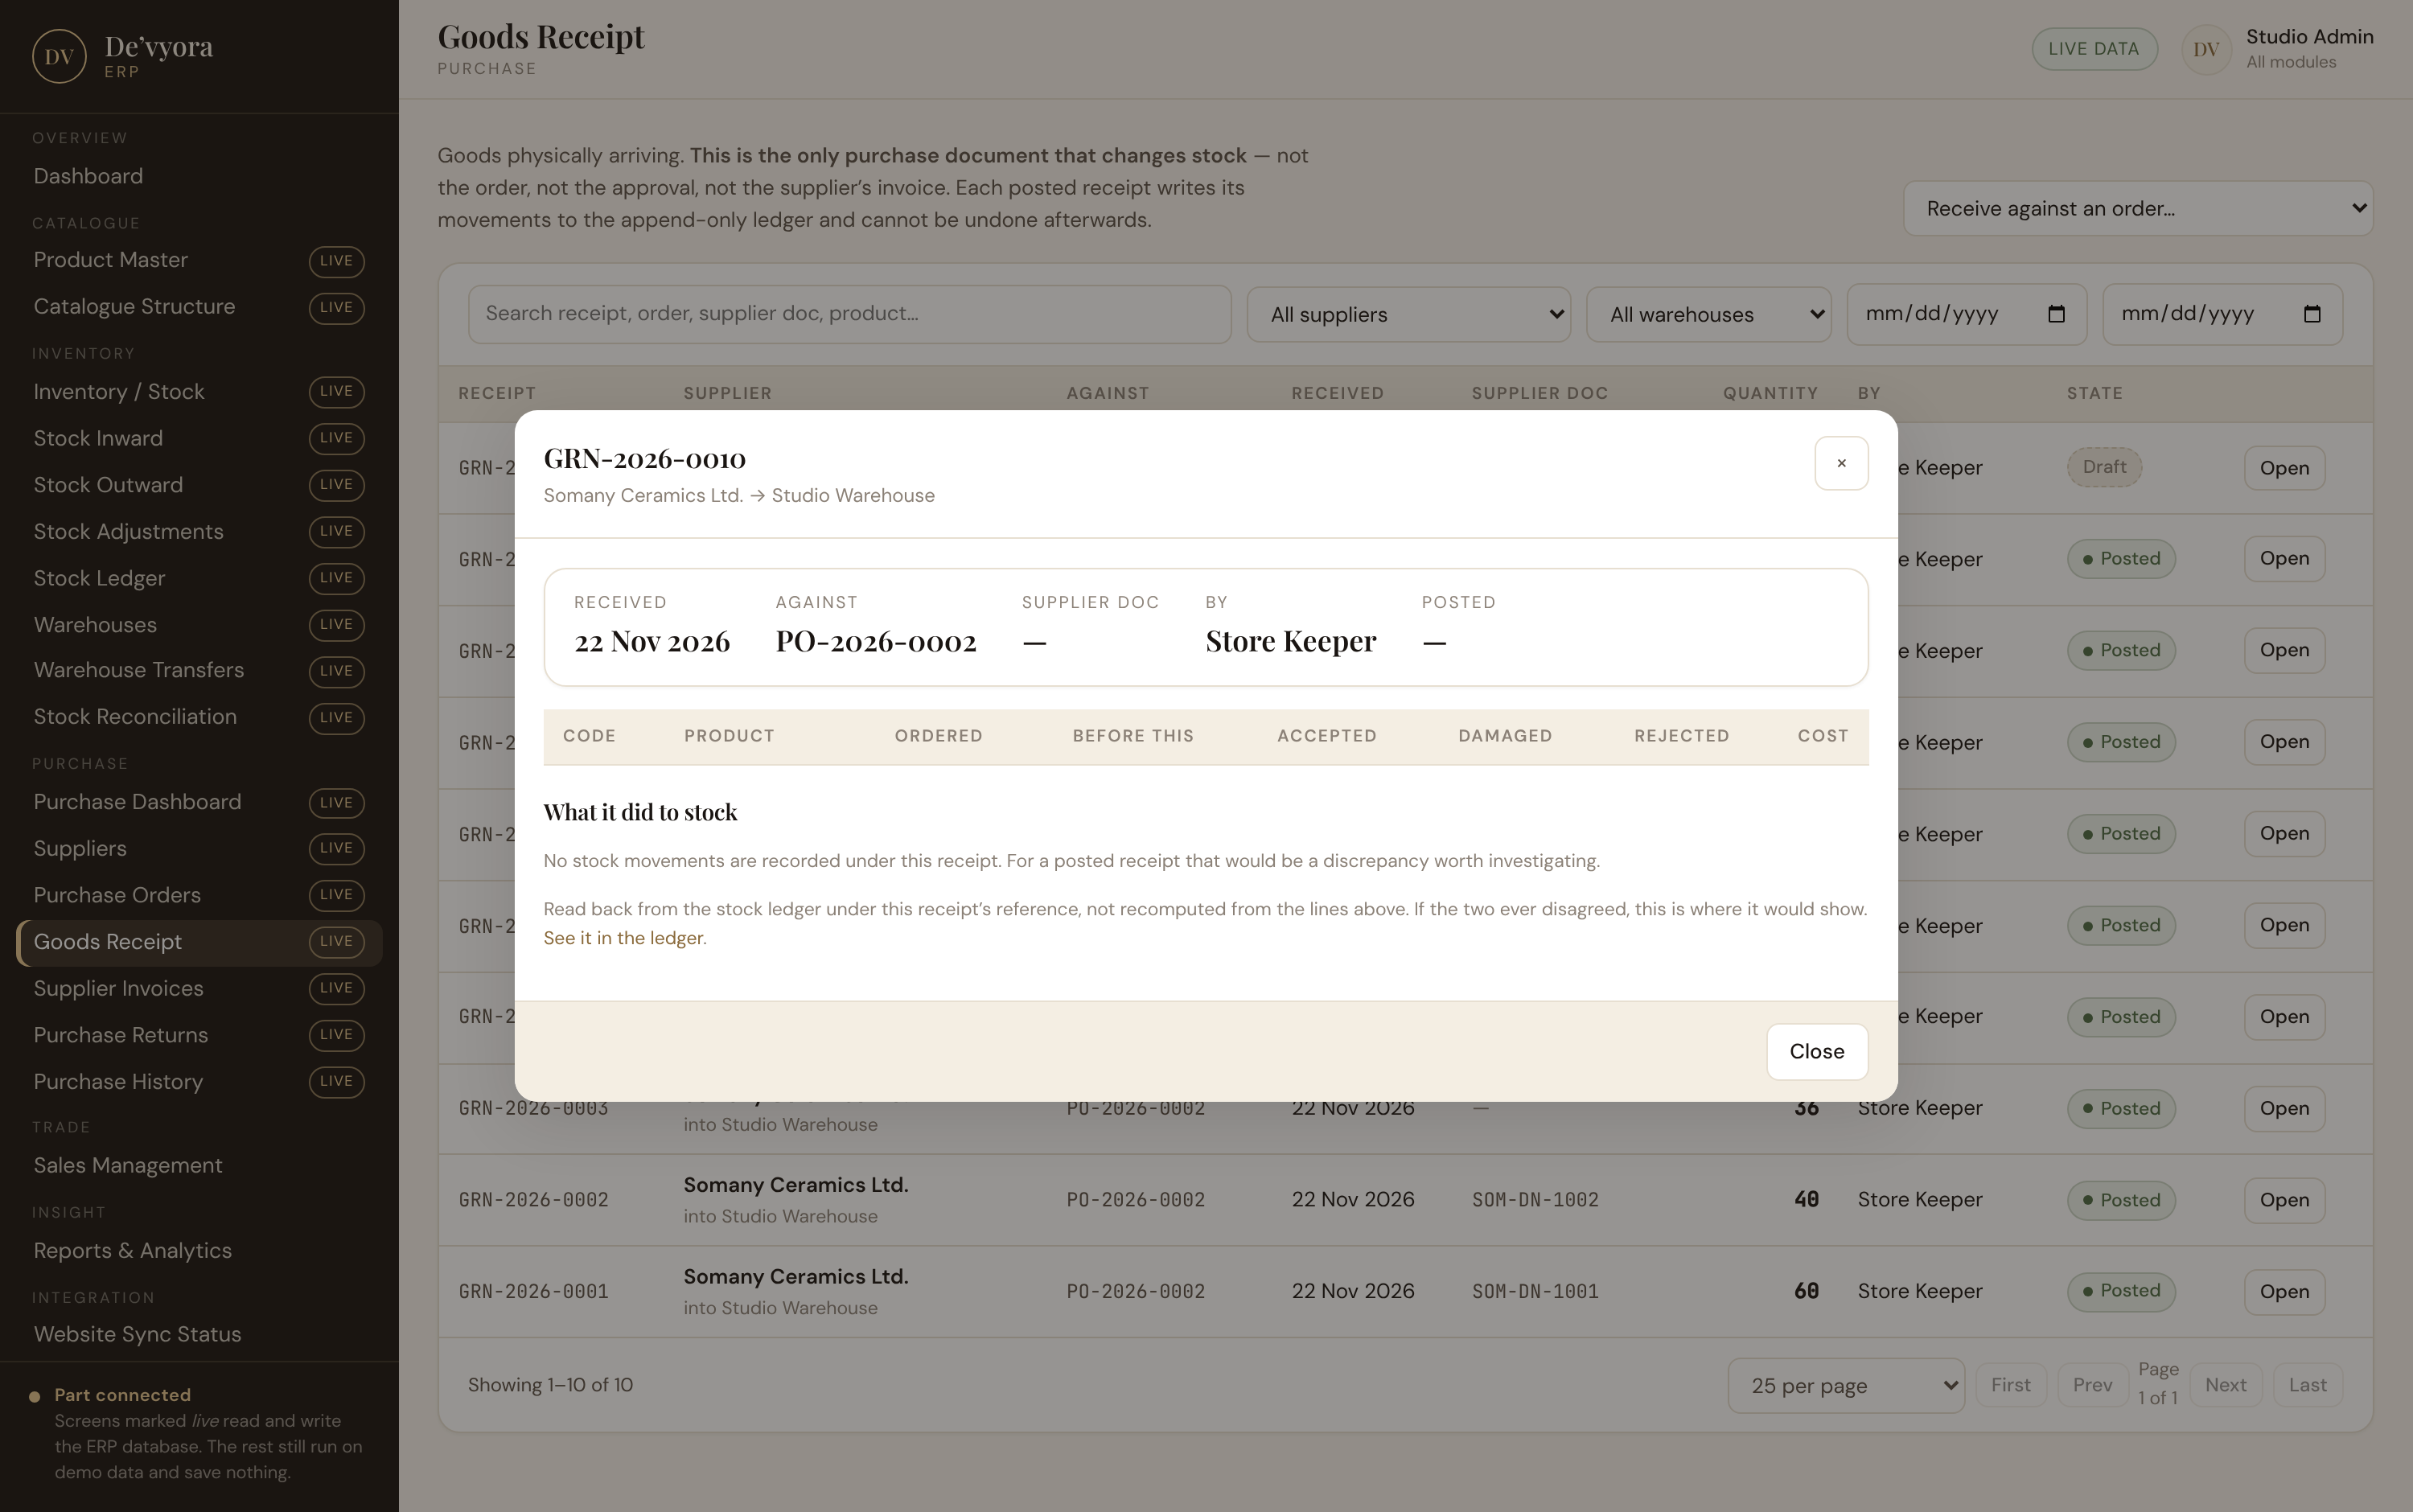 DV
De’vyora
ERP
OVERVIEW
Dashboard
CATALOGUE
Product Master LIVE
Catalogue Structure LIVE
INVENTORY
Inventory / Stock LIVE
Stock Inward LIVE
Stock Outward LIVE
Stock Adjustments LIVE
Stock Ledger LIVE
Warehouses LIVE
Warehouse Transfers LIVE
Stock Reconciliation LIVE
PURCHASE
Purchase Dashboard LIVE
Suppliers LIVE
Purchase Orders LIVE
Goods Receipt LIVE
Supplier Invoices LIVE
Purchase Returns LIVE
Purchase History LIVE
TRADE
Sales Management
INSIGHT
Reports & Analytics
INTEGRATION
Website Sync Status
Part connected
Screens marked live read and write
the ERP database. The rest still run on
demo data and save nothing.
Goods Receipt
PURCHASE
LIVE DATA
DV
Studio Admin
All modules
Goods physically arriving. This is the only purchase document that changes stock — not
the order, not the approval, not the supplier’s invoice. Each posted receipt writes its
movements to the append-only ledger and cannot be undone afterwards.
Receive against an order...
Search receipt, order, supplier doc, product... All suppliers All warehouses mm/dd/yyyy mm/dd/yyyy
RECEIPT SUPPLIER AGAINST RECEIVED SUPPLIER DOC QUANTITY BY STATE
GRN-2 e Keeper Draft Open
GRN-2 e Keeper Posted Open
GRN-2 e Keeper Posted Open
GRN-2 e Keeper Posted Open
GRN-2 e Keeper Posted Open
GRN-2 e Keeper Posted Open
GRN-2 e Keeper Posted Open
GRN-2026-0010
Somany Ceramics Ltd. → Studio Warehouse
×
RECEIVED AGAINST SUPPLIER DOC BY POSTED
22 Nov 2026 PO-2026-0002 — Store Keeper —
CODE PRODUCT ORDERED BEFORE THIS ACCEPTED DAMAGED REJECTED COST
What it did to stock
No stock movements are recorded under this receipt. For a posted receipt that would be a discrepancy worth investigating.
Read back from the stock ledger under this receipt’s reference, not recomputed from the lines above. If the two ever disagreed, this is where it would show.
See it in the ledger.
Close
GRN-2026-0003 PO-2026-0002 22 Nov 2026 — 36 Store Keeper Posted Open
into Studio Warehouse
GRN-2026-0002 Somany Ceramics Ltd. PO-2026-0002 22 Nov 2026 SOM-DN-1002 40 Store Keeper Posted Open
into Studio Warehouse
GRN-2026-0001 Somany Ceramics Ltd. PO-2026-0002 22 Nov 2026 SOM-DN-1001 60 Store Keeper Posted Open
into Studio Warehouse
Showing 1–10 of 10
25 per page First Prev Page 1 of 1 Next Last